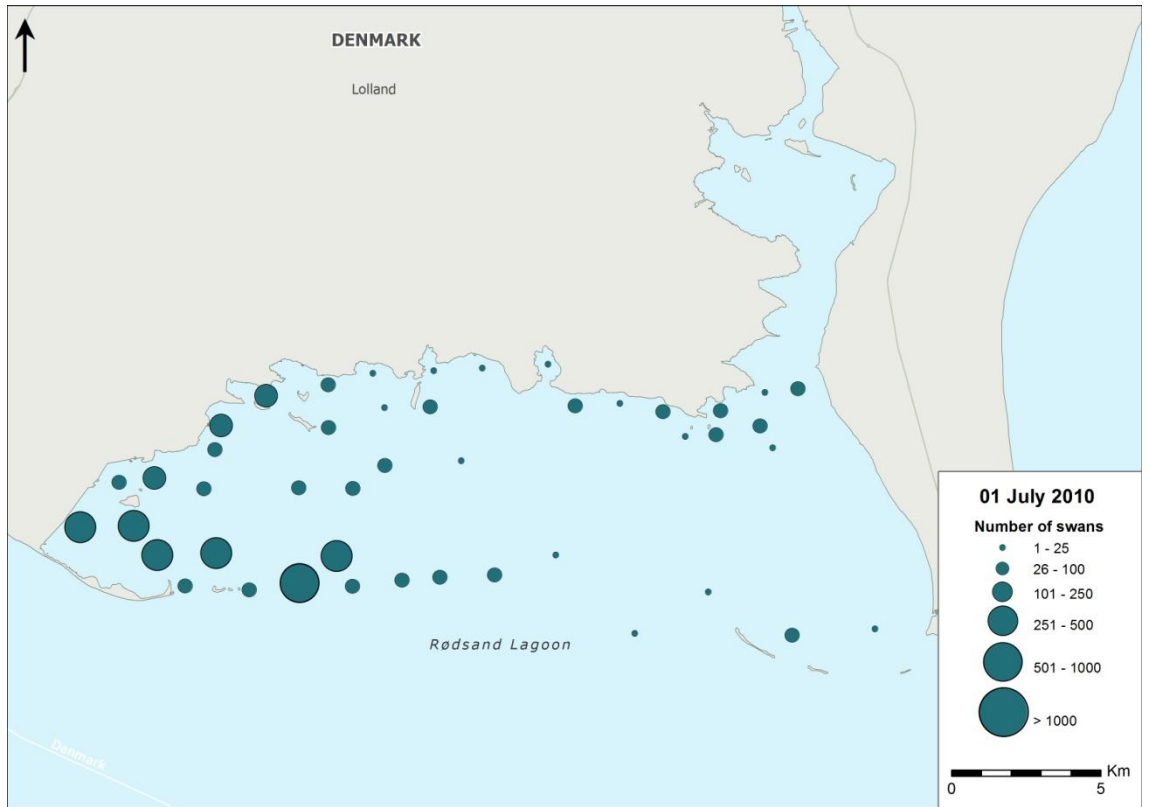 DENMARK
Lolland
Rødsand Lagoon
Denmark
01 July 2010
Number of swans
1 - 25
26 - 100
101 - 250
251 - 500
501 - 1000
> 1000
Km
0 5